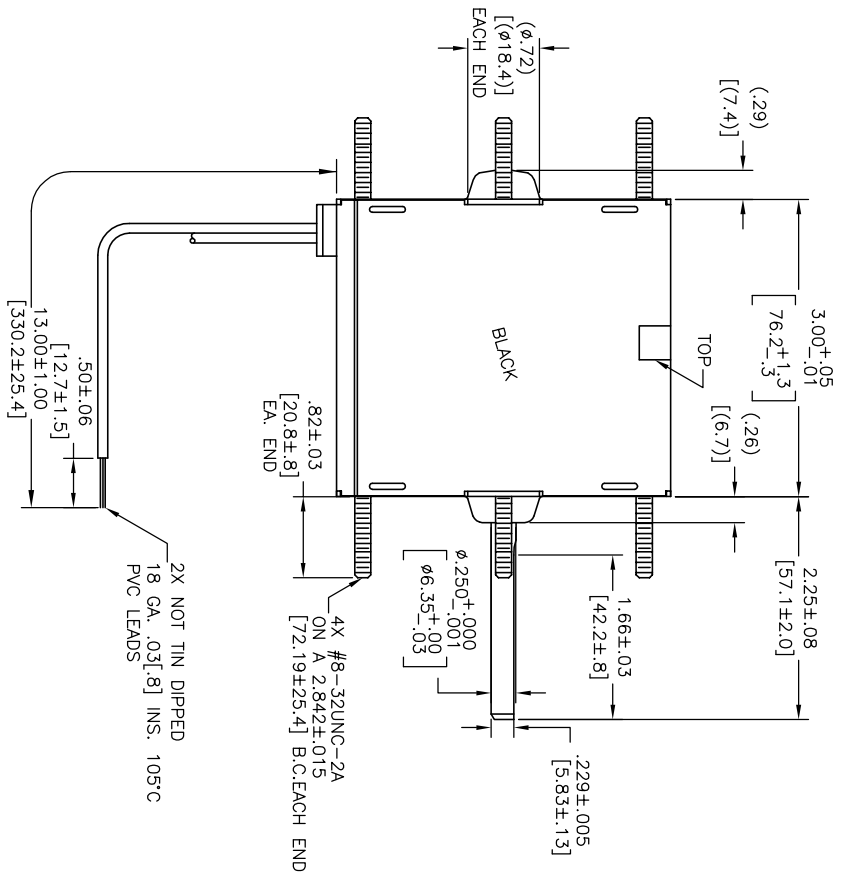 (ø.72)
[(ø18.4)]
EACH END
(.29)
[(7.4)]
3.00+.05 -.01
[76.2+1.3 -.3]
TOP
BLACK
(.26)
[(6.7)]
2.25±.08
[57.1±2.0]
1.66±.03
[42.2±.8]
ø.250+.000 -.001
[ø6.35+.00 -.03]
.229±.005
[5.83±.13]
.82±.03
[20.8±.8]
EA. END
4X #8-32UNC-2A
ON A 2.842±.015
[72.19±25.4] B.C.EACH END
.50±.06
[12.7±1.5]
13.00±1.00
[330.2±25.4]
2X NOT TIN DIPPED
18 GA. .03[.8] INS. 105°C
PVC LEADS